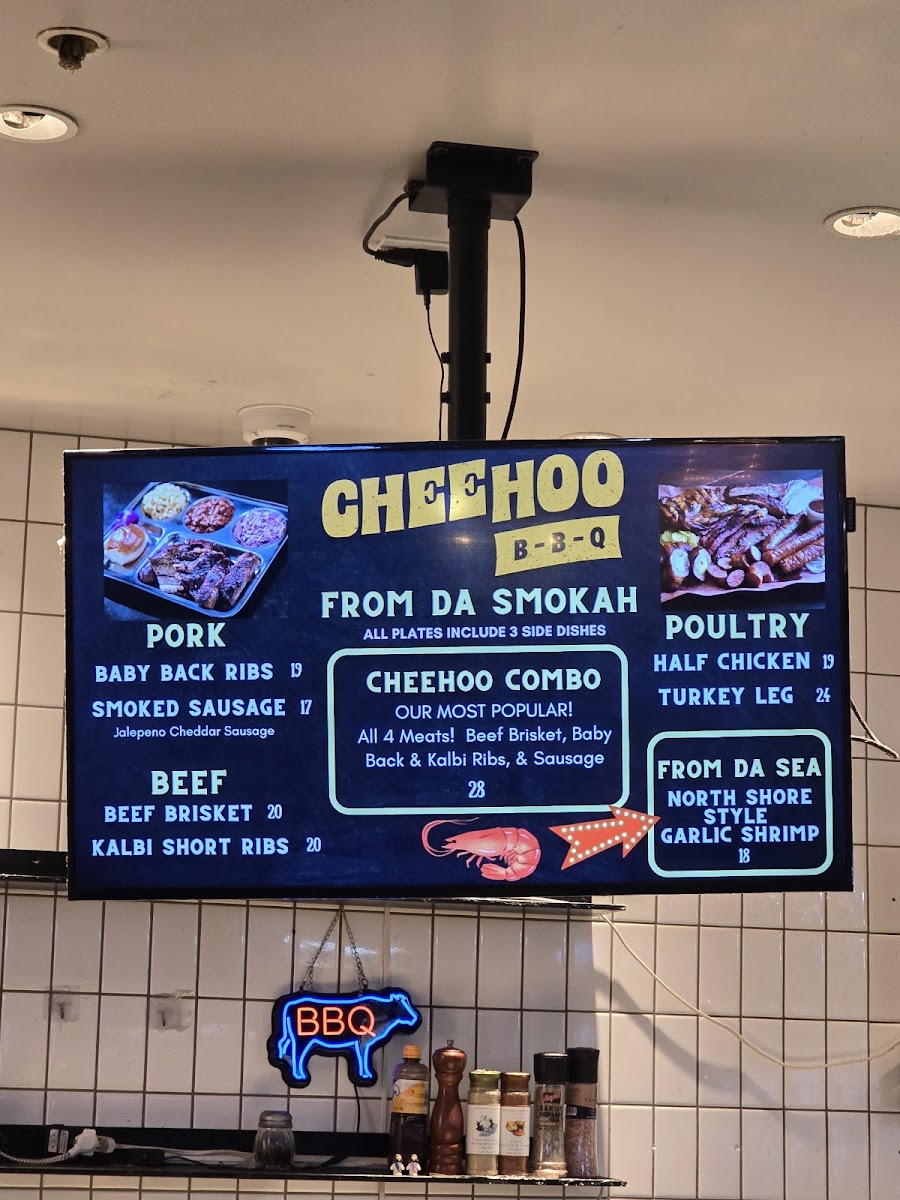 CHEEHOO
B-B-Q
FROM DA SMOKAH
ALL PLATES INCLUDE 3 SIDE DISHES
PORK
BABY BACK RIBS 19
SMOKED SAUSAGE 17
Jalepeno Cheddar Sausage
BEEF
BEEF BRISKET 20
KALBI SHORT RIBS 20
CHEEHOO COMBO
OUR MOST POPULAR!
All 4 Meats! Beef Brisket, Baby
Back & Kalbi Ribs, & Sausage
28
POULTRY
HALF CHICKEN 19
TURKEY LEG 24
FROM DA SEA
NORTH SHORE
STYLE
GARLIC SHRIMP
18
BBQ